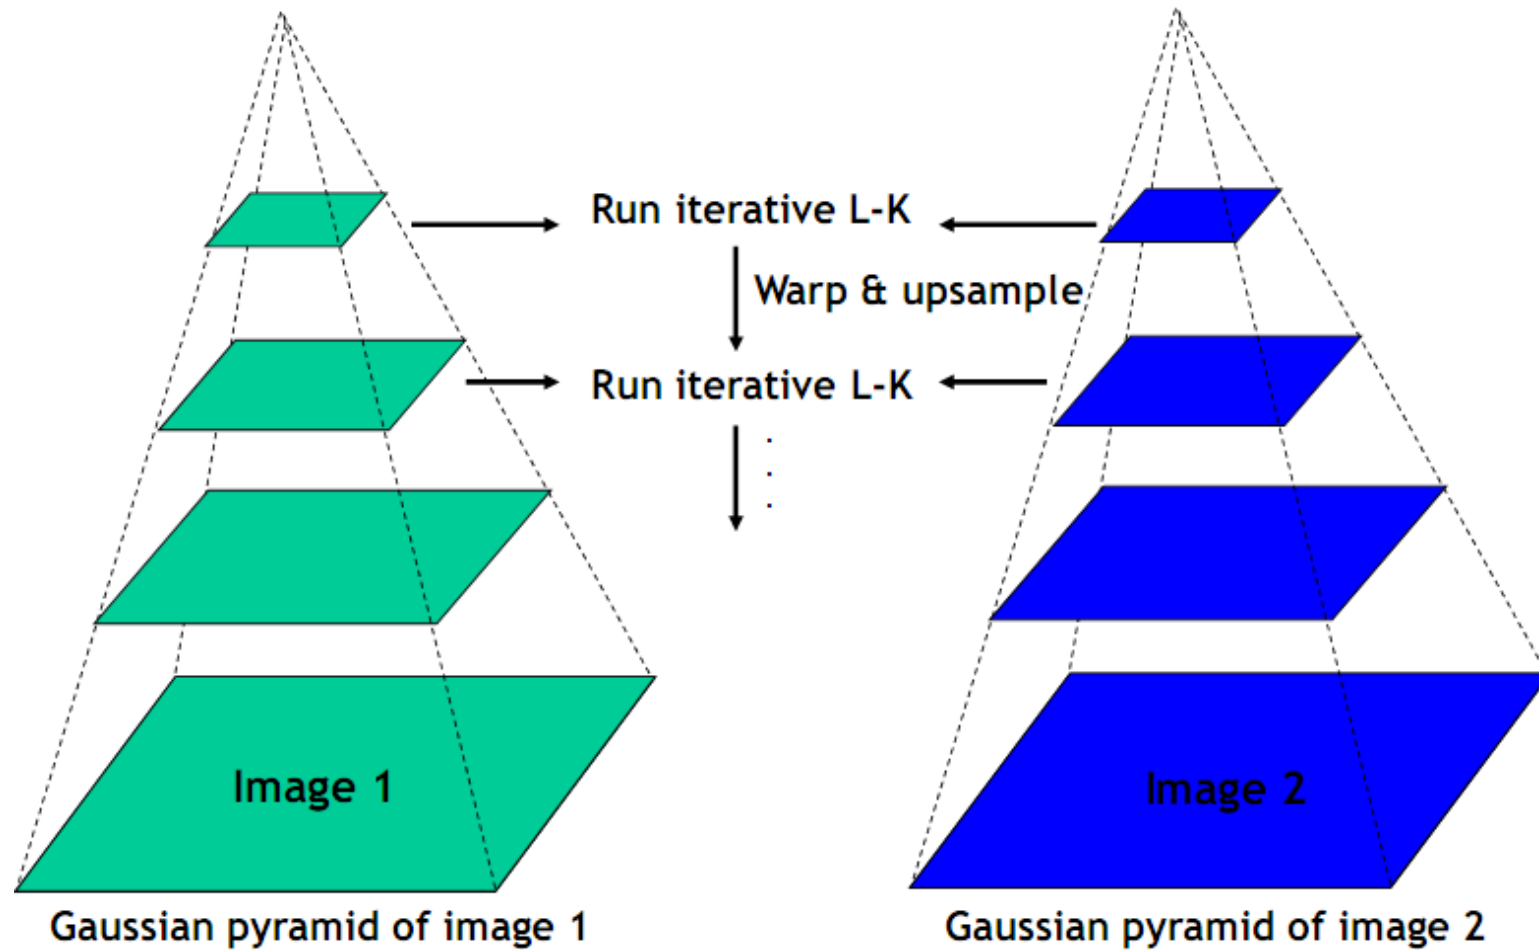 Run iterative L-K
Warp & upsample
Run iterative L-K
.
.
.
Image 1
Image 2
Gaussian pyramid of image 1
Gaussian pyramid of image 2